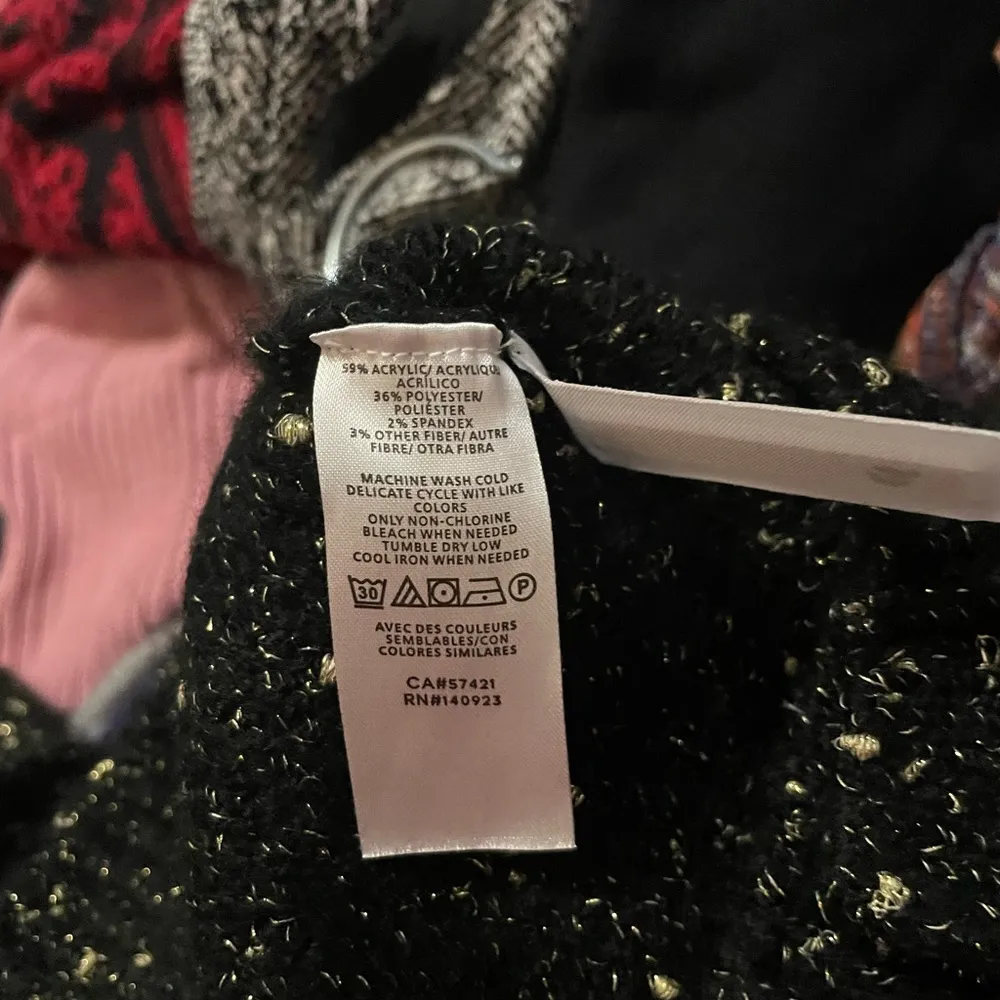 59% ACRYLIC/ ACRYLIQUE
ACRÍLICO
36% POLYESTER/
POLIÉSTER
2% SPANDEX
3% OTHER FIBER/ AUTRE
FIBRE/ OTRA FIBRA
MACHINE WASH COLD
DELICATE CYCLE WITH LIKE
COLORS
ONLY NON-CHLORINE
BLEACH WHEN NEEDED
TUMBLE DRY LOW
COOL IRON WHEN NEEDED
30 P
AVEC DES COULEURS
SEMBLABLES/CON
COLORES SIMILARES
CA#57421
RN#140923